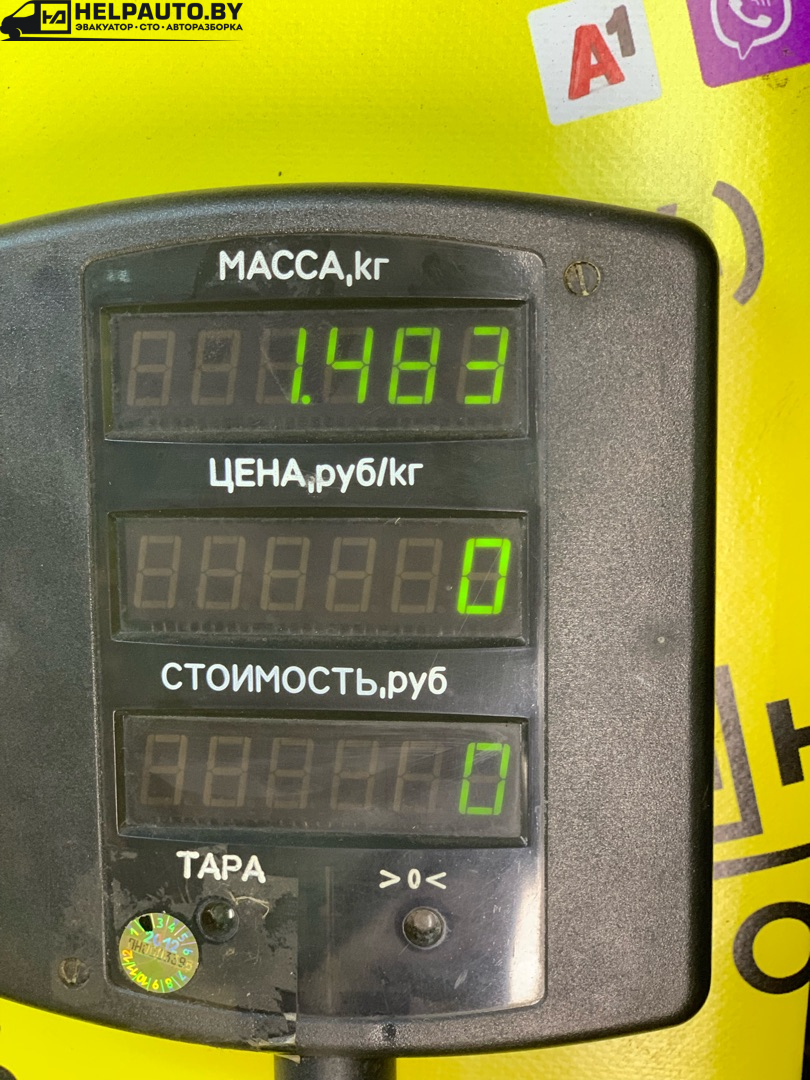 HELPAUTO.BY
ЭВАКУАТОР • СТО • АВТОРАЗБОРКА
A1
МАССА,кг
1.483
ЦЕНА,руб/кг
0
СТОИМОСТЬ,руб
0
ТАРА
>0<